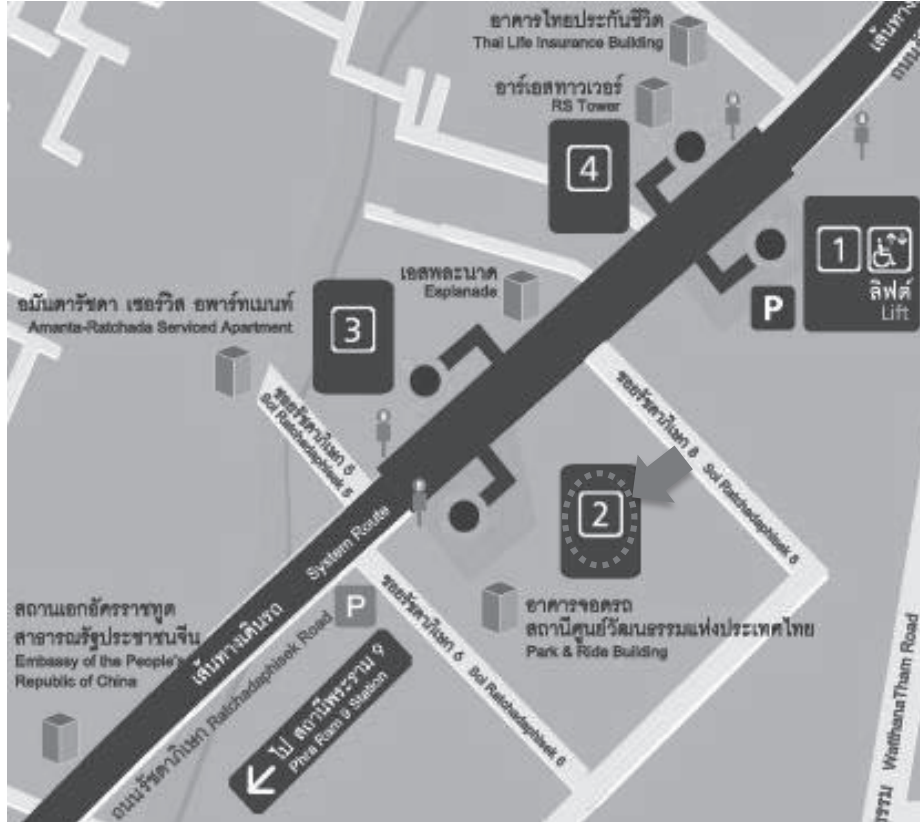 อาคารไทยประกันชีวิต
Thai Life Insurance Building
อาร์เอสทาวเวอร์
RS Tower
4
1
ลิฟต์
Lift
P
เส้นทาง
เอสพละนาด
Esplanade
3
อมันตารัชดา เซอร์วิส อพาร์ทเมนท์
Amanta-Ratchada Serviced Apartment
ซอยรัชดาภิเษก 5
Soi Ratchadaphisek 5
ซอยรัชดาภิเษก 8 Soi Ratchadaphisek 8
2
อาคารจอดรถ
สถานีศูนย์วัฒนธรรมแห่งประเทศไทย
Park & Ride Building
P
ซอยรัชดาภิเษก 6 Soi Ratchadaphisek 6
เส้นทางเดินรถ System Route
ถนนรัชดาภิเษก Ratchadaphisek Road
ไป สถานีพระราม 9
Phra Ram 9 Station
สถานเอกอัครราชทูต
สาธารณรัฐประชาชนจีน
Embassy of the People's
Republic of China
WatthanaTham Road